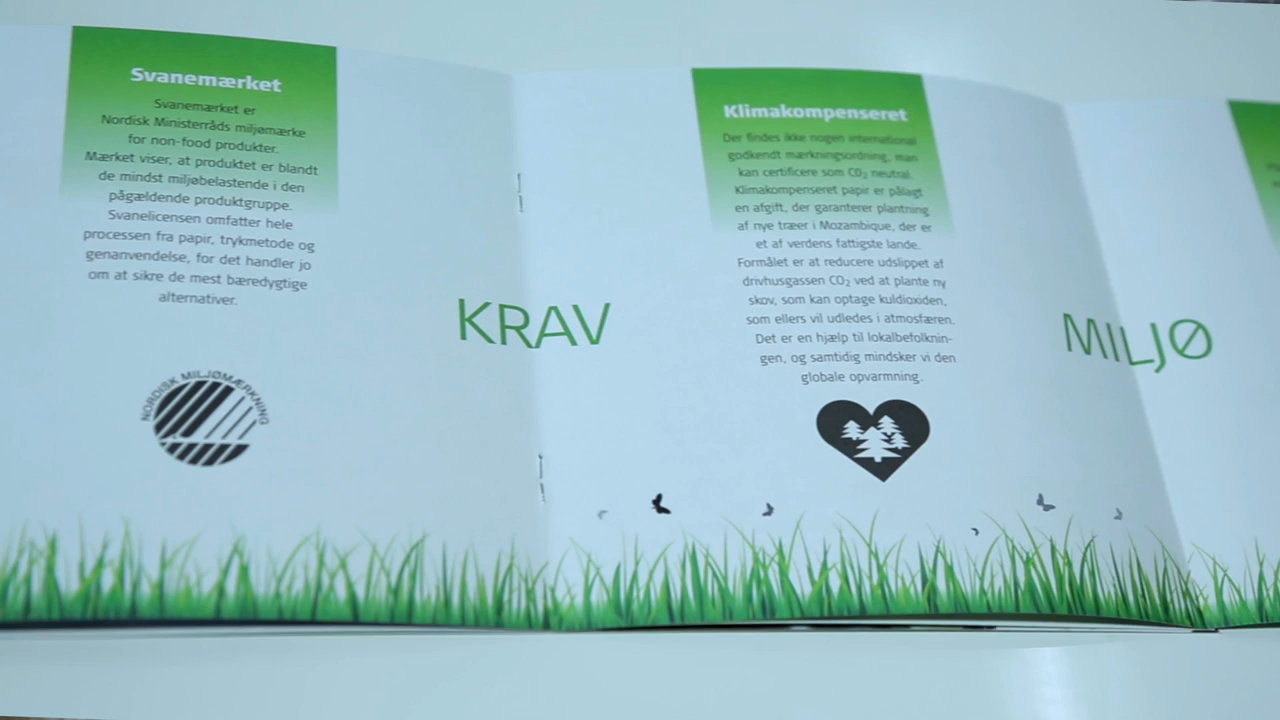 Svanemærket
Svanemærket er
Nordisk Ministerråds miljømærke
for non-food produkter.
Mærket viser, at produktet er blandt
de mindst miljøbelastende i den
pågældende produktgruppe.
Svanelicensen omfatter hele
processen fra papir, trykmetode og
genanvendelse, for det handler jo
om at sikre de mest bæredygtige
alternativer.
NORDISK MILJØMÆRKNING
KRAV
Klimakompenseret
Der findes ikke nogen international
godkendt mærkningsordning, man
kan certificere som CO₂ neutral.
Klimakompenseret papir er pålagt
en afgift, der garanterer plantning
af nye træer i Mozambique, der er
et af verdens fattigste lande.
Formålet er at reducere udslippet af
drivhusgassen CO₂ ved at plante ny
skov, som kan optage kuldioxiden,
som ellers vil udledes i atmosfæren.
Det er en hjælp til lokalbefolknin-
gen, og samtidig mindsker vi den
globale opvarmning.
MILJØ